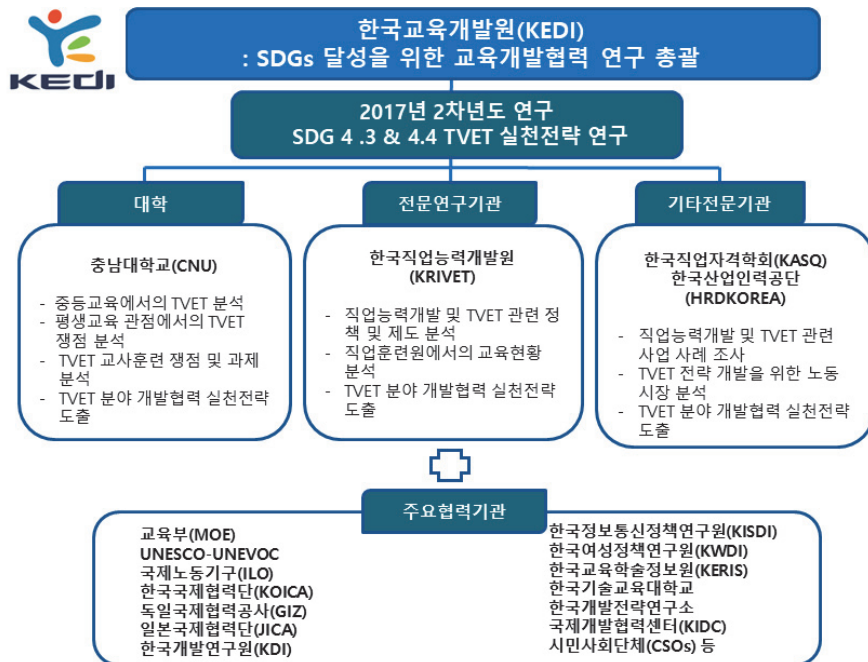 KEDI
한국교육개발원(KEDI)
: SDGs 달성을 위한 교육개발협력 연구 총괄
2017년 2차년도 연구
SDG 4 .3 & 4.4 TVET 실천전략 연구
대학
충남대학교(CNU)
- 중등교육에서의 TVET 분석
- 평생교육 관점에서의 TVET
쟁점 분석
- TVET 교사훈련 쟁점 및 과제
분석
- TVET 분야 개발협력 실천전략
도출
전문연구기관
한국직업능력개발원
(KRIVET)
- 직업능력개발 및 TVET 관련 정
책 및 제도 분석
- 직업훈련원에서의 교육현황
분석
- TVET 분야 개발협력 실천전략
도출
기타전문기관
한국직업자격학회(KASQ)
한국산업인력공단
(HRDKOREA)
- 직업능력개발 및 TVET 관련
사업 사례 조사
- TVET 전략 개발을 위한 노동
시장 분석
- TVET 분야 개발협력 실천전략
도출
주요협력기관
교육부(MOE)
UNESCO-UNEVOC
국제노동기구(ILO)
한국국제협력단(KOICA)
독일국제협력공사(GIZ)
일본국제협력단(JICA)
한국개발연구원(KDI)
한국정보통신정책연구원(KISDI)
한국여성정책연구원(KWDI)
한국교육학술정보원(KERIS)
한국기술교육대학교
한국개발전략연구소
국제개발협력센터(KIDC)
시민사회단체(CSOs) 등